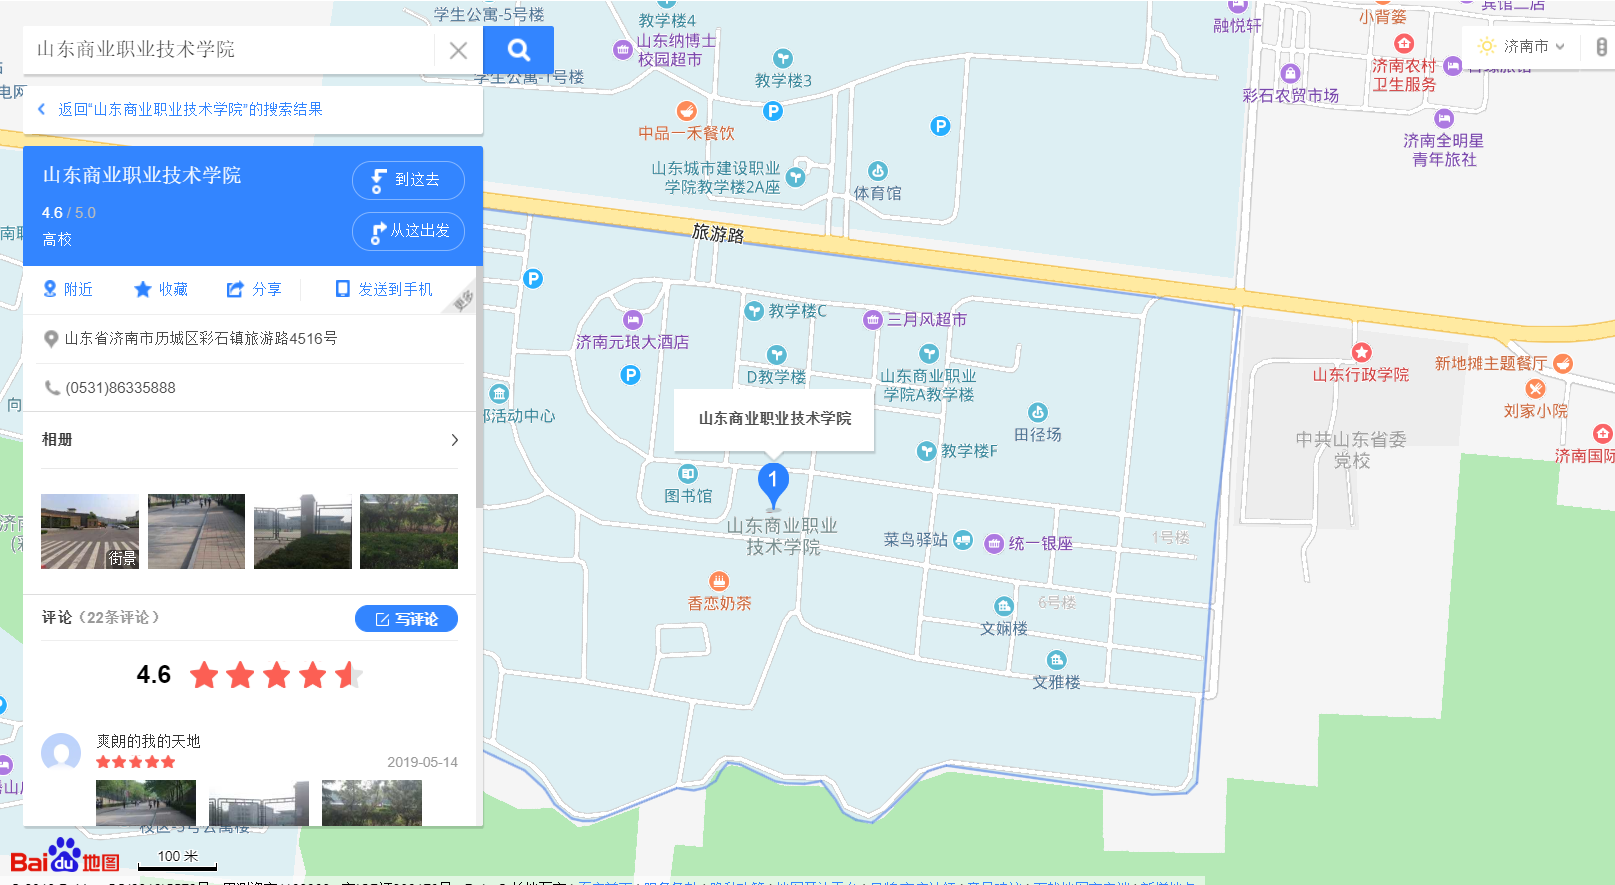 山东商业职业技术学院
返回“山东商业职业技术学院”的搜索结果
山东商业职业技术学院
4.6 / 5.0
高校
到这去
从这出发
附近
收藏
分享
发送到手机
更多
山东省济南市历城区彩石镇旅游路4516号
(0531)86335888
相册
街景
评论（22条评论）
写评论
4.6
爽朗的我的天地
2019-05-14
Bai du 地图
100 米
学生公寓-5号楼
学生公寓-1号楼
教学楼4
山东纳博士
校园超市
教学楼3
P
中品一禾餐饮
P
山东城市建设职业
学院教学楼2A座
体育馆
融悦轩
小背篓
宾馆二店
济南农村
卫生服务
彩石农贸市场
济南全明星
青年旅社
济南市
旅游路
P
教学楼C
三月风超市
济南元琅大酒店
P
D教学楼
山东商业职业
学院A教学楼
山东商业职业技术学院
田径场
教学楼F
图书馆
1
山东商业职业
技术学院
菜鸟驿站
统一银座
1号楼
香恋奶茶
6号楼
文娴楼
文雅楼
山东行政学院
新地摊主题餐厅
刘家小院
中共山东省委
党校
济南国际
活动中心